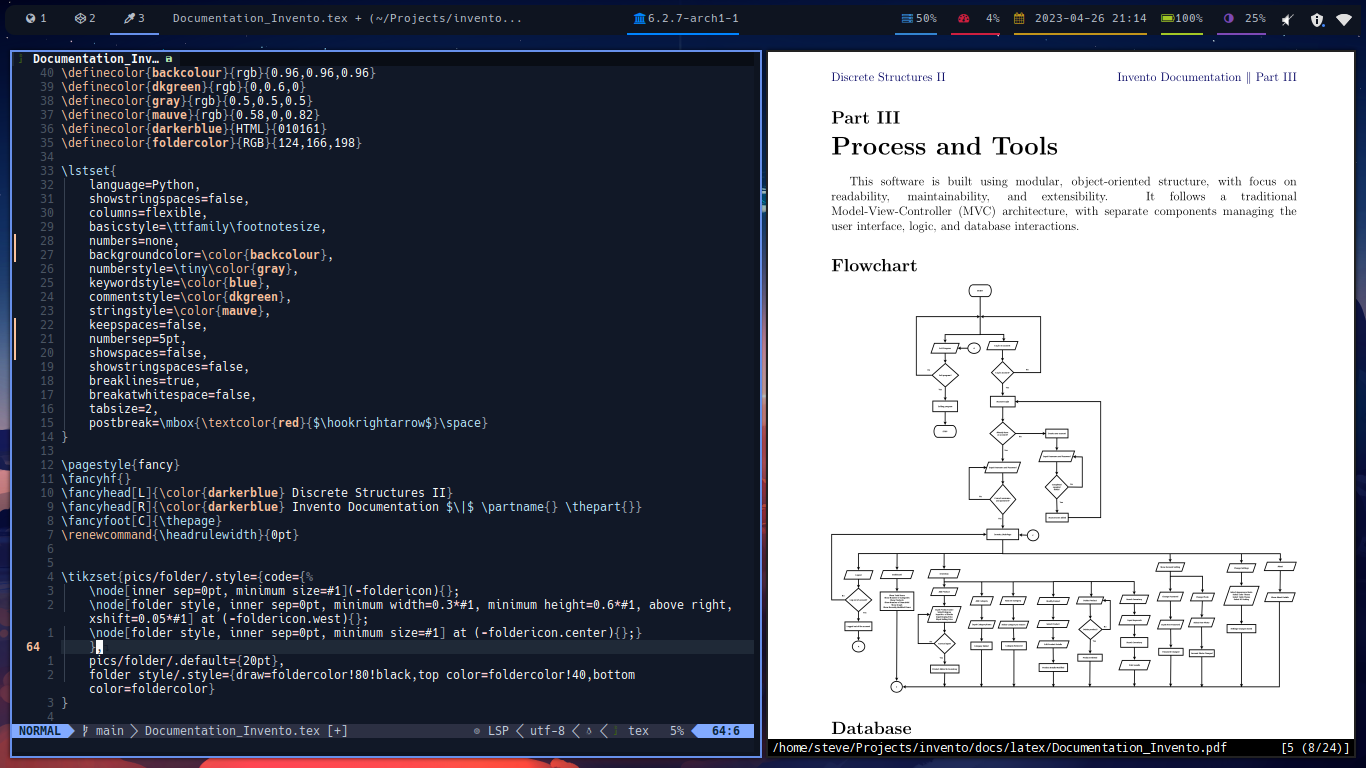 1
2
3
Documentation_Invento.tex + (~/Projects/invento...
6.2.7-arch1-1
50%
4%
2023-04-26 21:14
100%
25%
Documentation_Inv…
40 \definecolor{backcolour}{rgb}{0.96,0.96,0.96}
39 \definecolor{dkgreen}{rgb}{0,0.6,0}
38 \definecolor{gray}{rgb}{0.5,0.5,0.5}
37 \definecolor{mauve}{rgb}{0.58,0,0.82}
36 \definecolor{darkerblue}{HTML}{010161}
35 \definecolor{foldercolor}{RGB}{124,166,198}
34
33 \lstset{
32 language=Python,
31 showstringspaces=false,
30 columns=flexible,
29 basicstyle=\ttfamily\footnotesize,
28 numbers=none,
27 backgroundcolor=\color{backcolour},
26 numberstyle=\tiny\color{gray},
25 keywordstyle=\color{blue},
24 commentstyle=\color{dkgreen},
23 stringstyle=\color{mauve},
22 keepspaces=false,
21 numbersep=5pt,
20 showspaces=false,
19 showstringspaces=false,
18 breaklines=true,
17 breakatwhitespace=false,
16 tabsize=2,
15 postbreak=\mbox{\textcolor{red}{$\hookrightarrow$}\space}
14 }
13
12 \pagestyle{fancy}
11 \fancyhf{}
10 \fancyhead[L]{\color{darkerblue} Discrete Structures II}
9 \fancyhead[R]{\color{darkerblue} Invento Documentation $\|$ \partname{} \thepart{}}
8 \fancyfoot[C]{\thepage}
7 \renewcommand{\headrulewidth}{0pt}
6
5
4 \tikzset{pics/folder/.style={code={%
3 \node[inner sep=0pt, minimum size=#1](-foldericon){};
2 \node[folder style, inner sep=0pt, minimum width=0.3*#1, minimum height=0.6*#1, above right,
xshift=0.05*#1] at (-foldericon.west){};
1 \node[folder style, inner sep=0pt, minimum size=#1] at (-foldericon.center){};}
64 },
1 pics/folder/.default={20pt},
2 folder style/.style={draw=foldercolor!80!black,top color=foldercolor!40,bottom
color=foldercolor}
3 }
4
NORMAL main Documentation_Invento.tex [+] LSP utf-8 tex 5% 64:6
Discrete Structures II
Invento Documentation ∥ Part III
Part III
Process and Tools
This software is built using modular, object-oriented structure, with focus on
readability, maintainability, and extensibility. It follows a traditional
Model-View-Controller (MVC) architecture, with separate components managing the
user interface, logic, and database interactions.
Flowchart
Database
/home/steve/Projects/invento/docs/latex/Documentation_Invento.pdf [5 (8/24)]